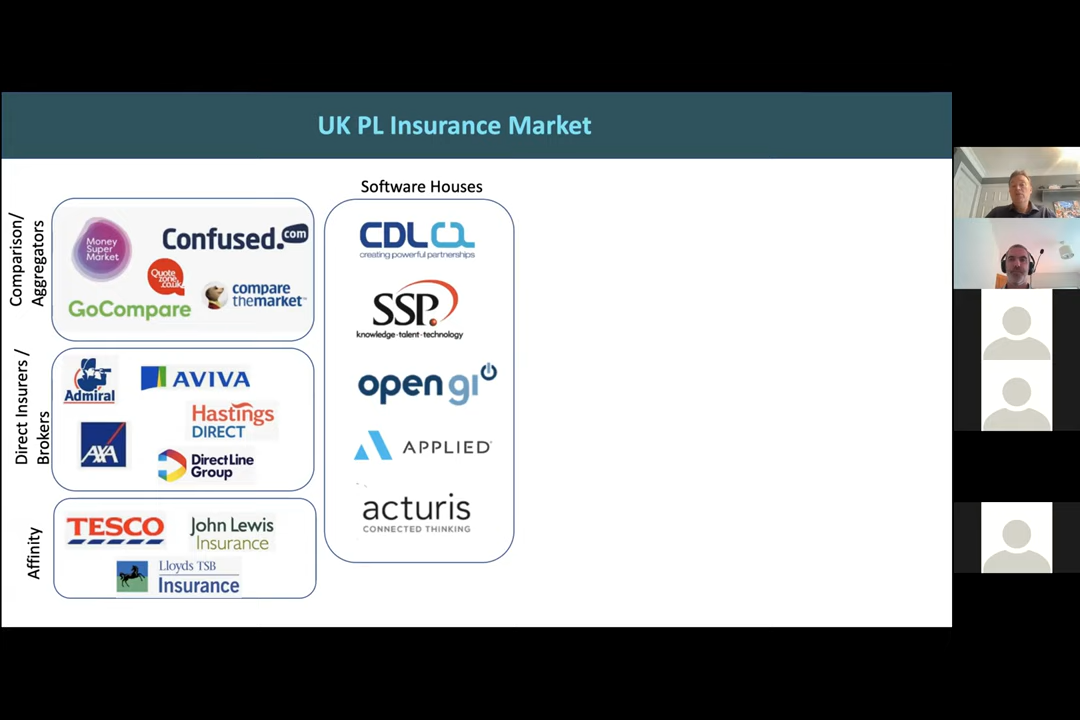 UK PL Insurance Market
Software Houses
Comparison/
Aggregators
Money
Super
Market
Confused.com
Quote
zone.
co.uk
GoCompare
compare
themarket™
Direct Insurers /
Brokers
Admiral
AVIVA
Hastings
DIRECT
AXA
DirectLine
Group
Affinity
TESCO
John Lewis
Insurance
Lloyds TSB
Insurance
CDL
creating powerful partnerships
SSP.
knowledge·talent·technology
open gi
APPLIED
acturis
CONNECTED THINKING